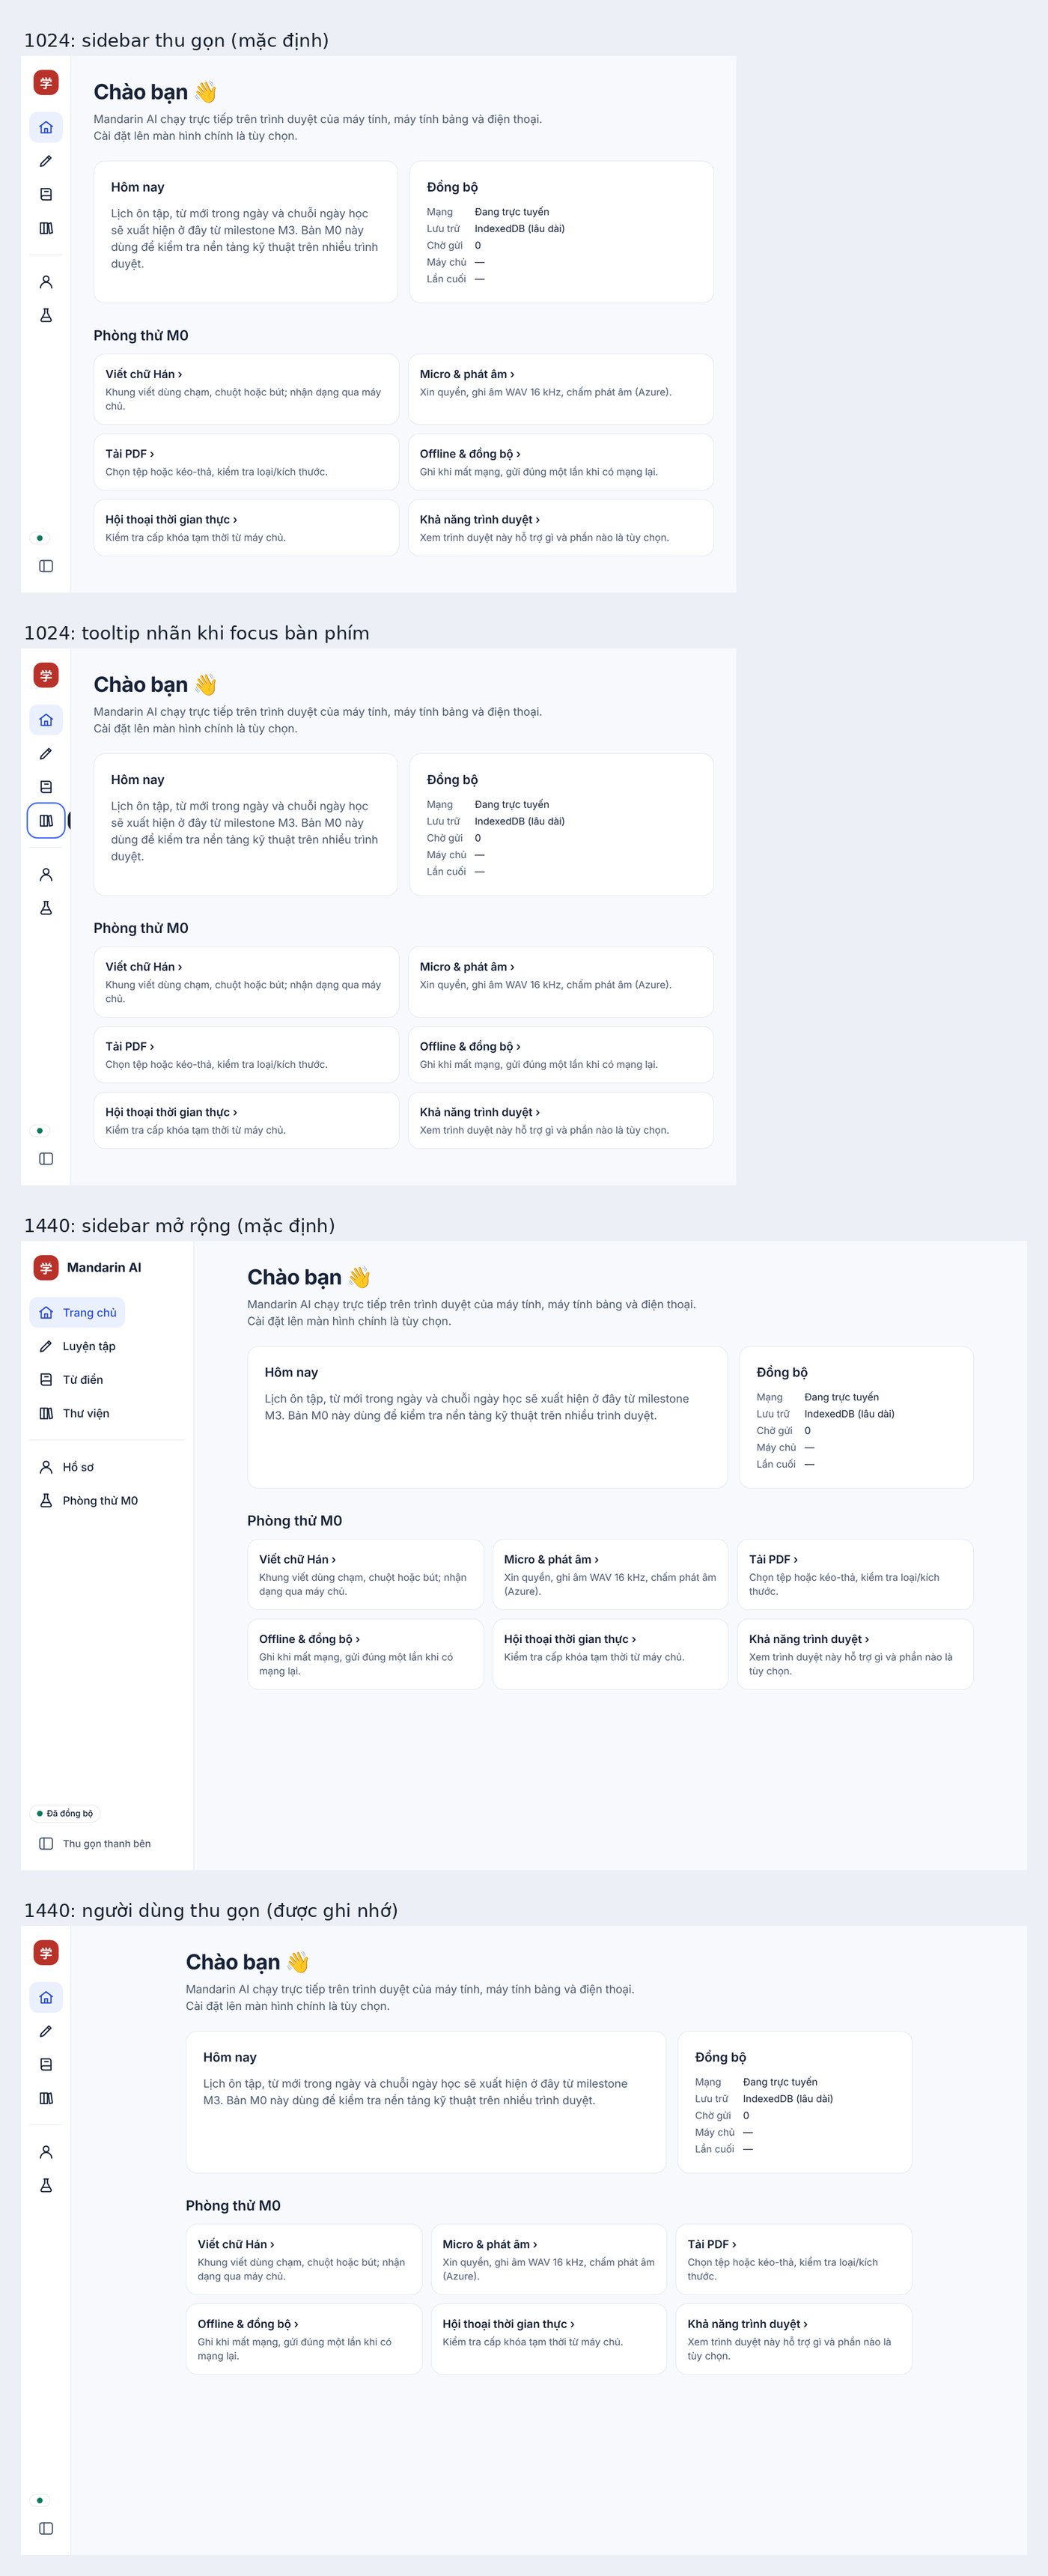 1024: sidebar thu gọn (mặc định)
学
Chào bạn 👋
Mandarin AI chạy trực tiếp trên trình duyệt của máy tính, máy tính bảng và điện thoại.
Cài đặt lên màn hình chính là tùy chọn.
Hôm nay
Lịch ôn tập, từ mới trong ngày và chuỗi ngày học
sẽ xuất hiện ở đây từ milestone M3. Bản M0 này
dùng để kiểm tra nền tảng kỹ thuật trên nhiều trình
duyệt.
Đồng bộ
Mạng Đang trực tuyến
Lưu trữ IndexedDB (lâu dài)
Chờ gửi 0
Máy chủ —
Lần cuối —
Phòng thử M0
Viết chữ Hán ›
Khung viết dùng chạm, chuột hoặc bút; nhận dạng qua máy
chủ.
Micro & phát âm ›
Xin quyền, ghi âm WAV 16 kHz, chấm phát âm (Azure).
Tải PDF ›
Chọn tệp hoặc kéo-thả, kiểm tra loại/kích thước.
Offline & đồng bộ ›
Ghi khi mất mạng, gửi đúng một lần khi có mạng lại.
Hội thoại thời gian thực ›
Kiểm tra cấp khóa tạm thời từ máy chủ.
Khả năng trình duyệt ›
Xem trình duyệt này hỗ trợ gì và phần nào là tùy chọn.
1024: tooltip nhãn khi focus bàn phím
学
Chào bạn 👋
Mandarin AI chạy trực tiếp trên trình duyệt của máy tính, máy tính bảng và điện thoại.
Cài đặt lên màn hình chính là tùy chọn.
Hôm nay
Lịch ôn tập, từ mới trong ngày và chuỗi ngày học
sẽ xuất hiện ở đây từ milestone M3. Bản M0 này
dùng để kiểm tra nền tảng kỹ thuật trên nhiều trình
duyệt.
Đồng bộ
Mạng Đang trực tuyến
Lưu trữ IndexedDB (lâu dài)
Chờ gửi 0
Máy chủ —
Lần cuối —
Phòng thử M0
Viết chữ Hán ›
Khung viết dùng chạm, chuột hoặc bút; nhận dạng qua máy
chủ.
Micro & phát âm ›
Xin quyền, ghi âm WAV 16 kHz, chấm phát âm (Azure).
Tải PDF ›
Chọn tệp hoặc kéo-thả, kiểm tra loại/kích thước.
Offline & đồng bộ ›
Ghi khi mất mạng, gửi đúng một lần khi có mạng lại.
Hội thoại thời gian thực ›
Kiểm tra cấp khóa tạm thời từ máy chủ.
Khả năng trình duyệt ›
Xem trình duyệt này hỗ trợ gì và phần nào là tùy chọn.
1440: sidebar mở rộng (mặc định)
学 Mandarin AI
Trang chủ
Luyện tập
Từ điển
Thư viện
Hồ sơ
Phòng thử M0
Đã đồng bộ
Thu gọn thanh bên
Chào bạn 👋
Mandarin AI chạy trực tiếp trên trình duyệt của máy tính, máy tính bảng và điện thoại.
Cài đặt lên màn hình chính là tùy chọn.
Hôm nay
Lịch ôn tập, từ mới trong ngày và chuỗi ngày học sẽ xuất hiện ở đây từ milestone
M3. Bản M0 này dùng để kiểm tra nền tảng kỹ thuật trên nhiều trình duyệt.
Đồng bộ
Mạng Đang trực tuyến
Lưu trữ IndexedDB (lâu dài)
Chờ gửi 0
Máy chủ —
Lần cuối —
Phòng thử M0
Viết chữ Hán ›
Khung viết dùng chạm, chuột hoặc bút; nhận
dạng qua máy chủ.
Micro & phát âm ›
Xin quyền, ghi âm WAV 16 kHz, chấm phát âm
(Azure).
Tải PDF ›
Chọn tệp hoặc kéo-thả, kiểm tra loại/kích
thước.
Offline & đồng bộ ›
Ghi khi mất mạng, gửi đúng một lần khi có
mạng lại.
Hội thoại thời gian thực ›
Kiểm tra cấp khóa tạm thời từ máy chủ.
Khả năng trình duyệt ›
Xem trình duyệt này hỗ trợ gì và phần nào là
tùy chọn.
1440: người dùng thu gọn (được ghi nhớ)
学
Chào bạn 👋
Mandarin AI chạy trực tiếp trên trình duyệt của máy tính, máy tính bảng và điện thoại.
Cài đặt lên màn hình chính là tùy chọn.
Hôm nay
Lịch ôn tập, từ mới trong ngày và chuỗi ngày học sẽ xuất hiện ở đây từ milestone
M3. Bản M0 này dùng để kiểm tra nền tảng kỹ thuật trên nhiều trình duyệt.
Đồng bộ
Mạng Đang trực tuyến
Lưu trữ IndexedDB (lâu dài)
Chờ gửi 0
Máy chủ —
Lần cuối —
Phòng thử M0
Viết chữ Hán ›
Khung viết dùng chạm, chuột hoặc bút; nhận
dạng qua máy chủ.
Micro & phát âm ›
Xin quyền, ghi âm WAV 16 kHz, chấm phát âm
(Azure).
Tải PDF ›
Chọn tệp hoặc kéo-thả, kiểm tra loại/kích
thước.
Offline & đồng bộ ›
Ghi khi mất mạng, gửi đúng một lần khi có
mạng lại.
Hội thoại thời gian thực ›
Kiểm tra cấp khóa tạm thời từ máy chủ.
Khả năng trình duyệt ›
Xem trình duyệt này hỗ trợ gì và phần nào là
tùy chọn.